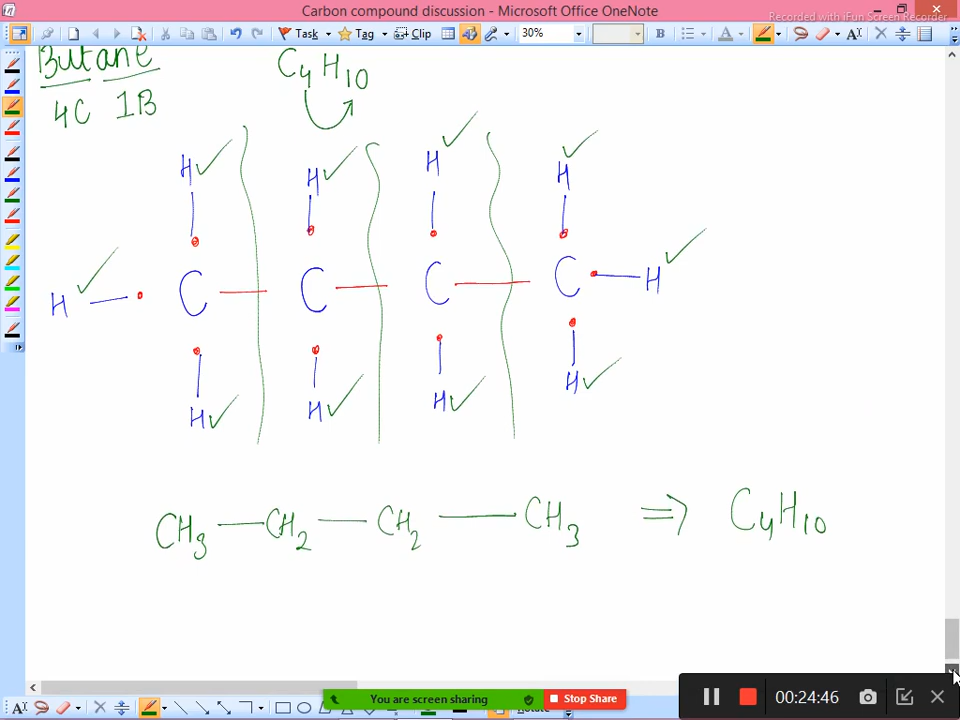 Carbon compound discussion - Microsoft Office OneNote
Recorded with iFun Screen Recorder
Task Tag Clip 30% B A
Butane C4H10
4C 1B
H H H H
H C C C C H
H H H H
CH3 — CH2 — CH2 — CH3 ⇒ C4H10
You are screen sharing Stop Share
00:24:46